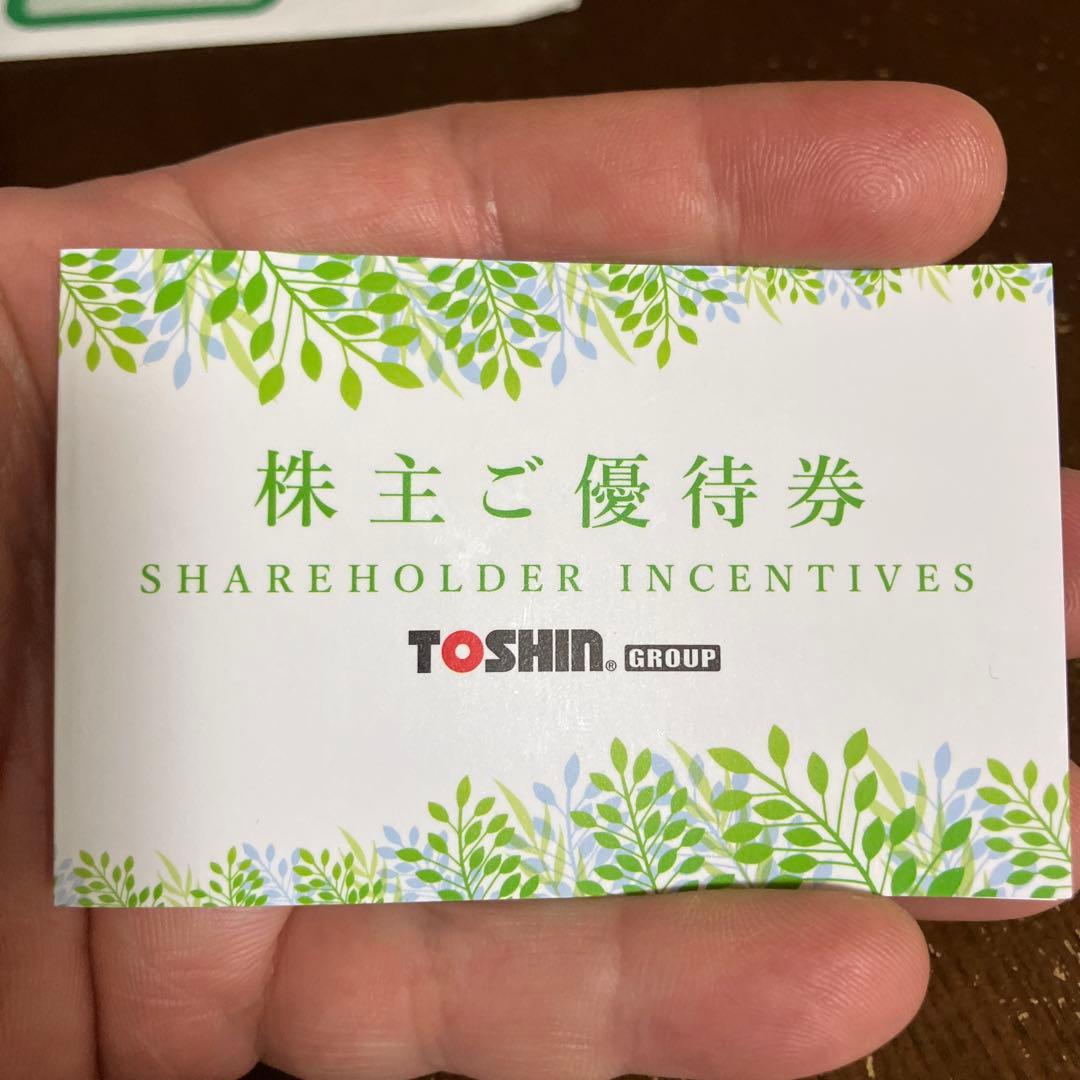 株主ご優待券
SHAREHOLDER INCENTIVES
TOSHIN® GROUP